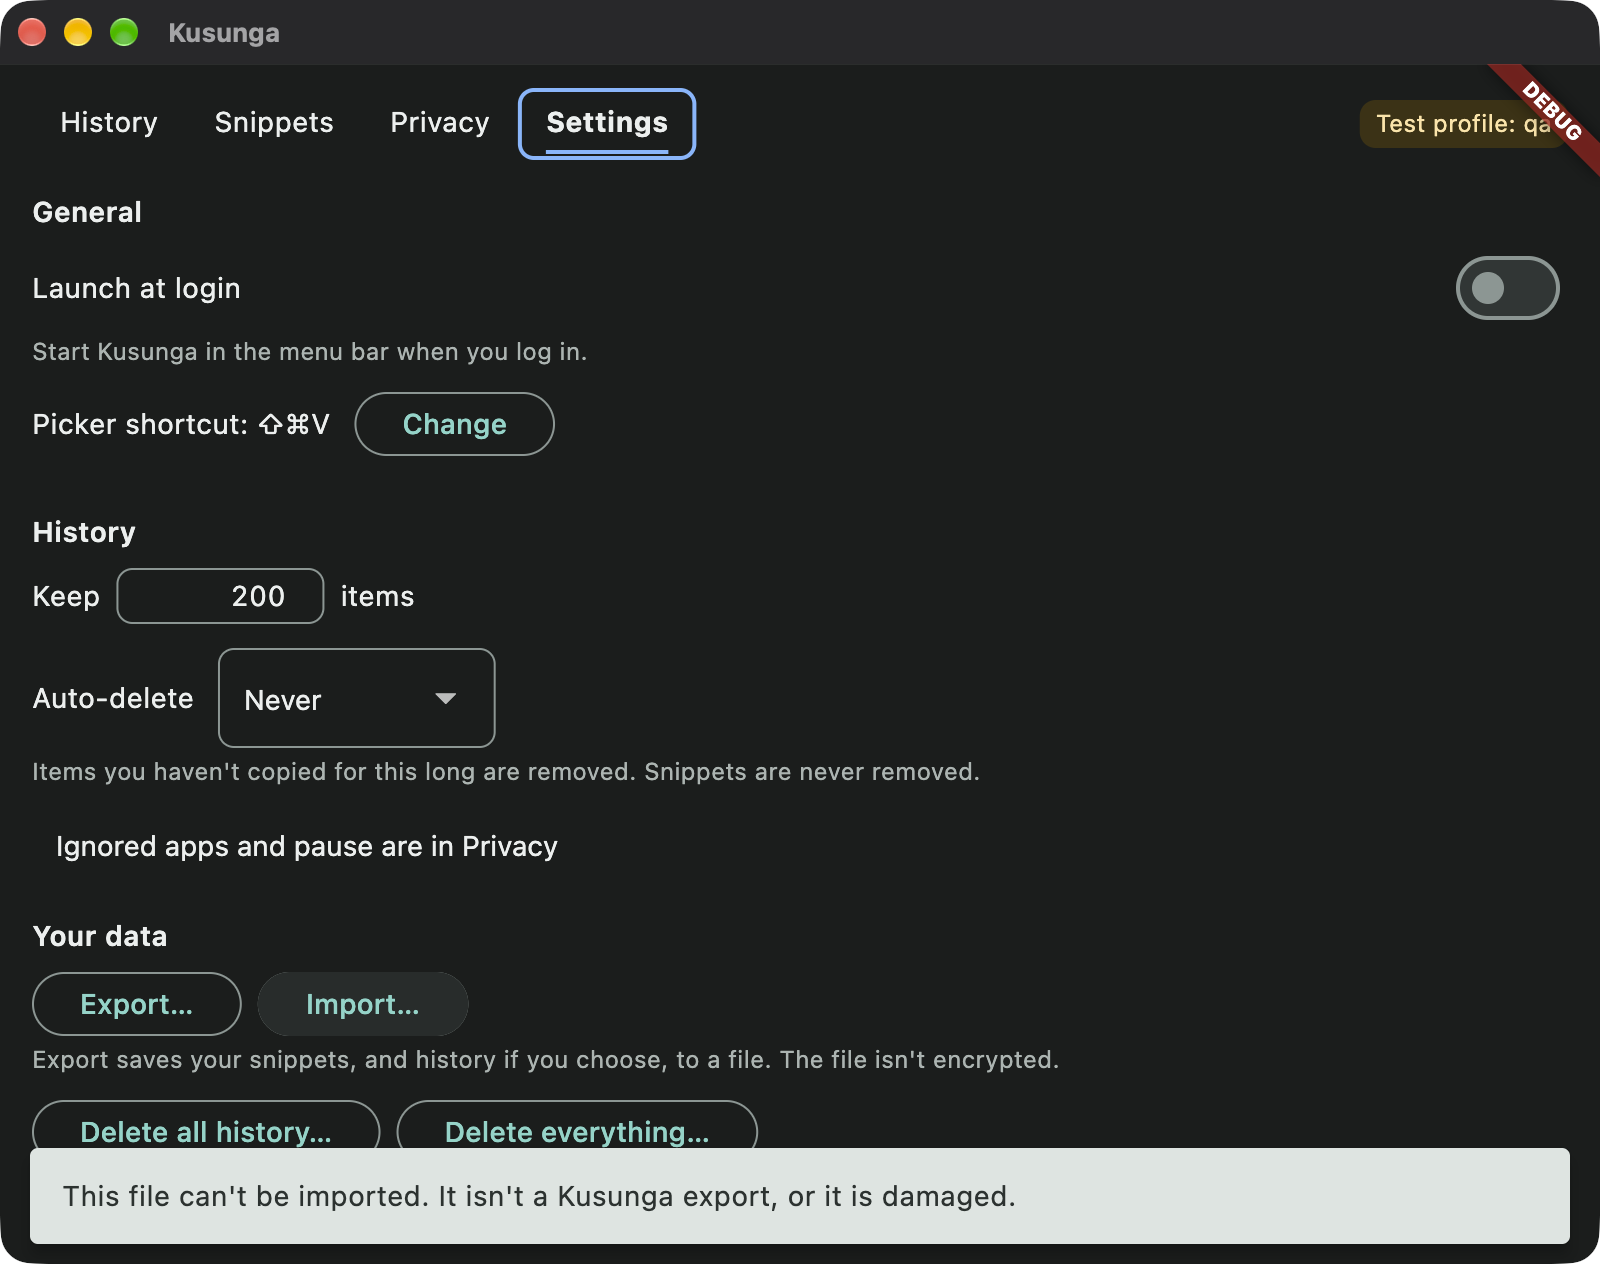 Kusunga
History Snippets Privacy Settings
Test profile: qa
DEBUG
General
Launch at login
Start Kusunga in the menu bar when you log in.
Picker shortcut: ⇧⌘V Change
History
Keep 200 items
Auto-delete Never
Items you haven't copied for this long are removed. Snippets are never removed.
Ignored apps and pause are in Privacy
Your data
Export... Import...
Export saves your snippets, and history if you choose, to a file. The file isn't encrypted.
Delete all history... Delete everything...
This file can't be imported. It isn't a Kusunga export, or it is damaged.